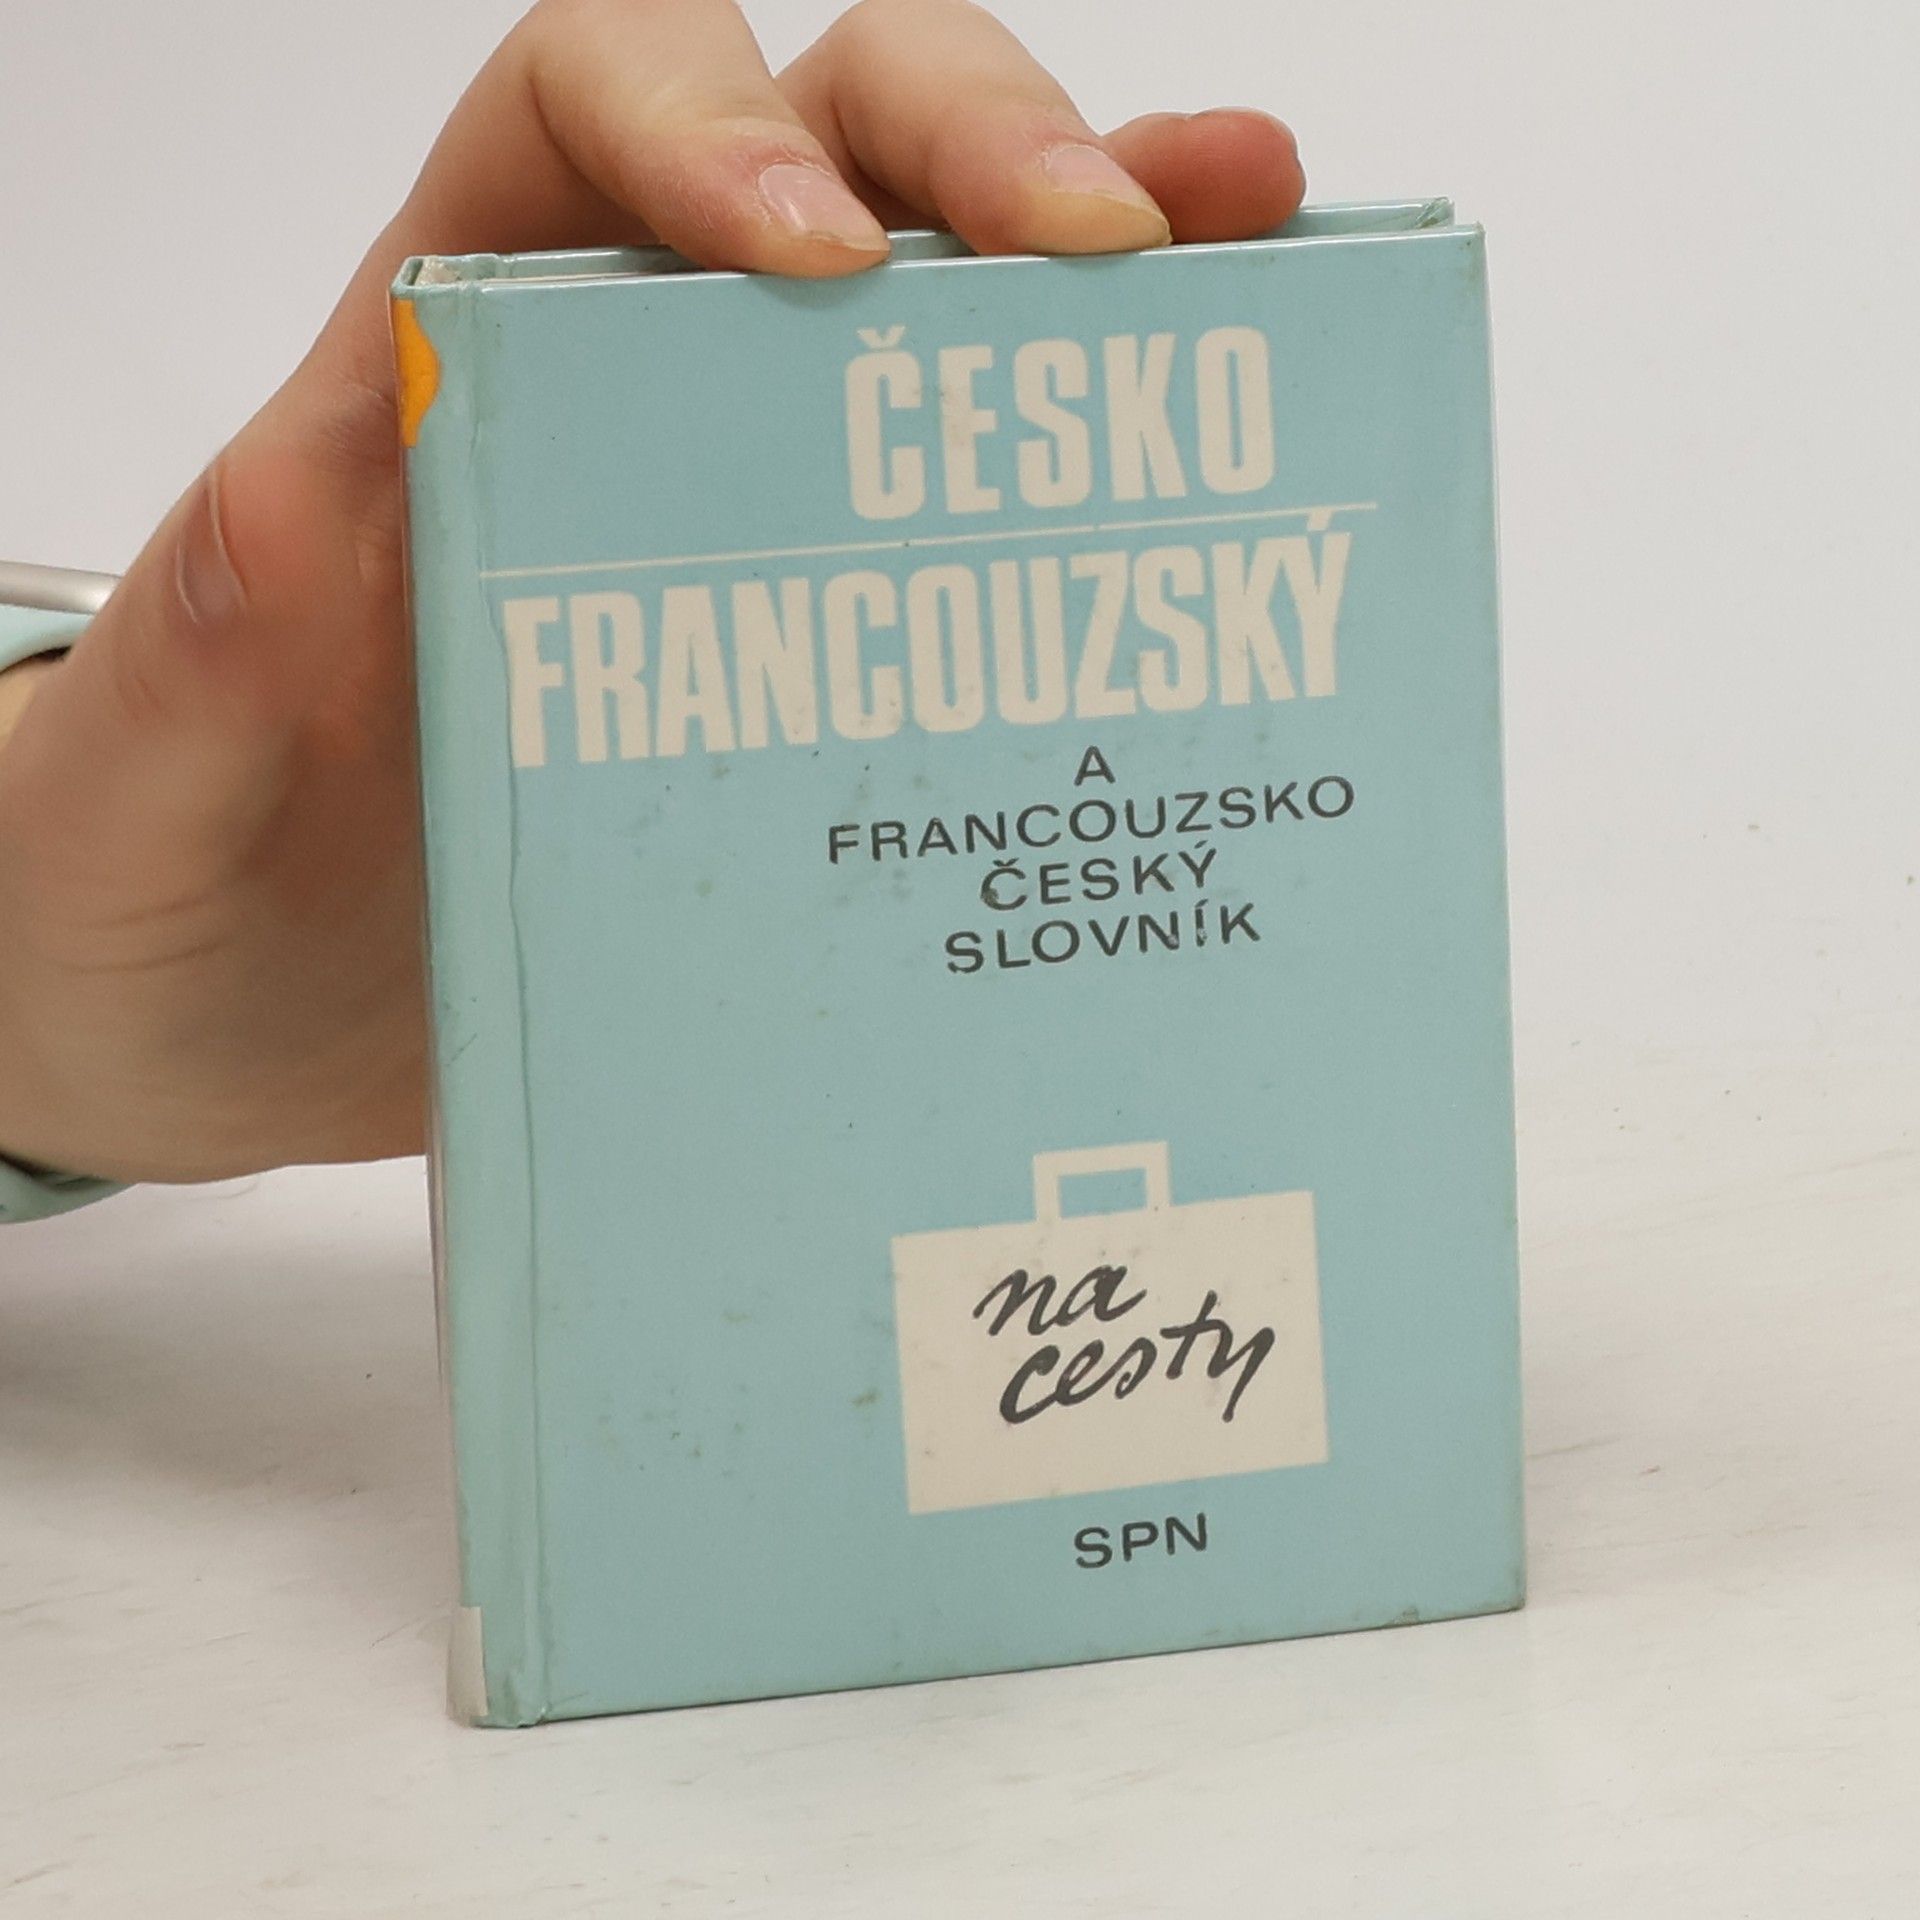 ČESKO
FRANCOUZSKÝ
A
FRANCOUZSKO
ČESKÝ
SLOVNÍK
na
cesty
SPN